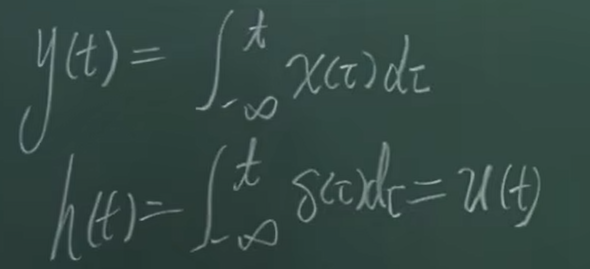 y(t) = ∫_{-∞}^{t} x(τ)dτ
h(t) = ∫_{-∞}^{t} δ(τ)dτ = u(t)